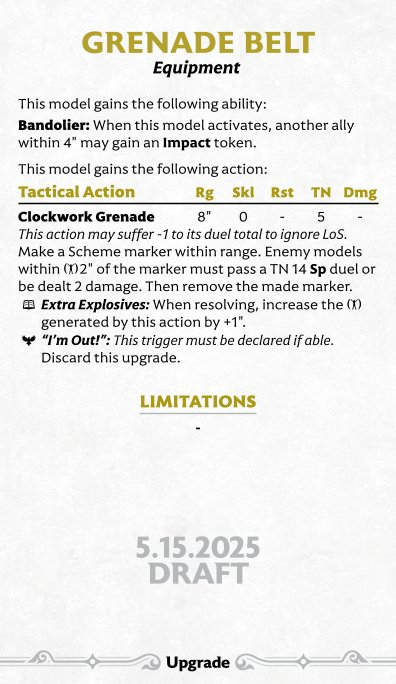 GRENADE BELT
Equipment
This model gains the following ability:
Bandolier: When this model activates, another ally
within 4" may gain an Impact token.
This model gains the following action:
Tactical Action Rg Skl Rst TN Dmg
Clockwork Grenade 8" 0 - 5 -
This action may suffer -1 to its duel total to ignore LoS.
Make a Scheme marker within range. Enemy models
within 2" of the marker must pass a TN 14 Sp duel or
be dealt 2 damage. Then remove the made marker.
Extra Explosives: When resolving, increase the
generated by this action by +1".
"I'm Out!": This trigger must be declared if able.
Discard this upgrade.
LIMITATIONS
-
5.15.2025
DRAFT
Upgrade